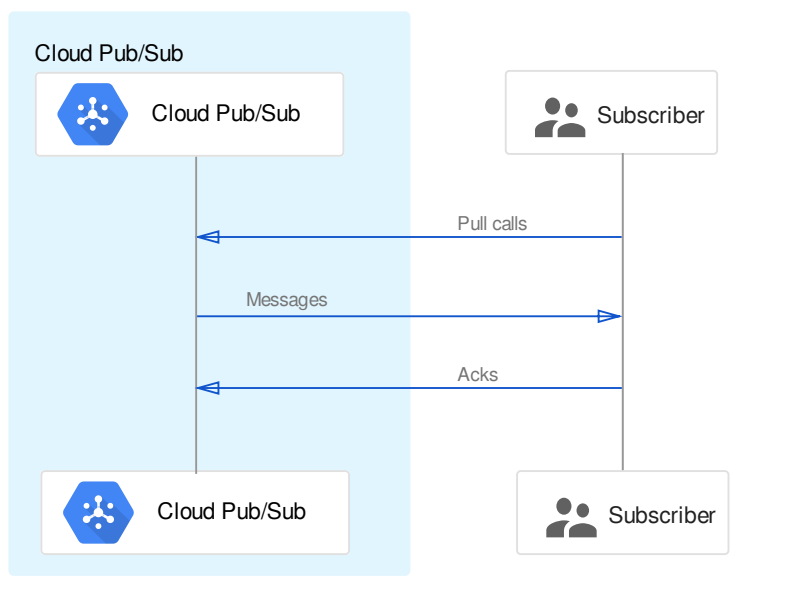 Cloud Pub/Sub
Cloud Pub/Sub
Subscriber
Pull calls
Messages
Acks
Cloud Pub/Sub
Subscriber